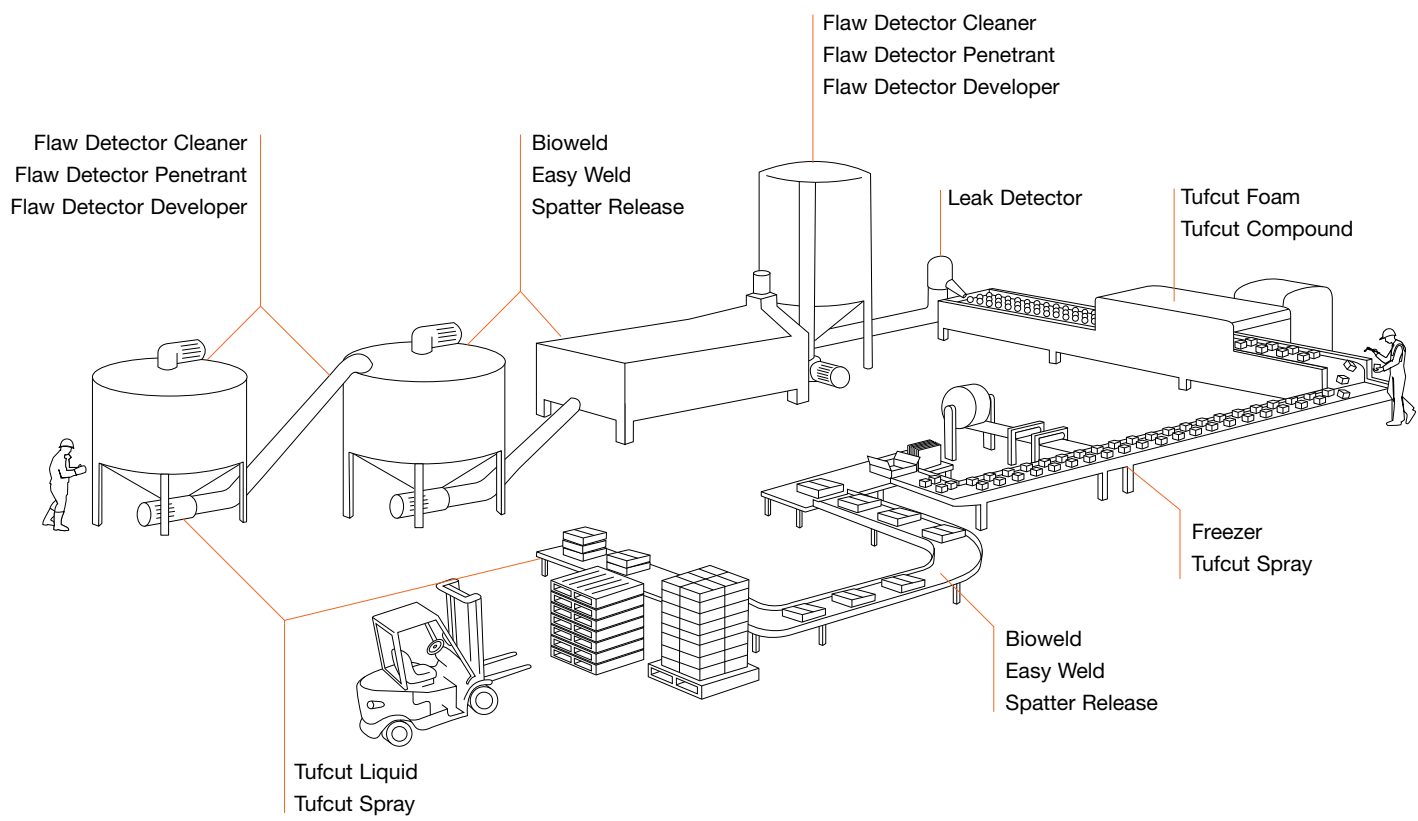 Flaw Detector Cleaner
Flaw Detector Penetrant
Flaw Detector Developer
Flaw Detector Cleaner
Flaw Detector Penetrant
Flaw Detector Developer
Bioweld
Easy Weld
Spatter Release
Leak Detector
Tufcut Foam
Tufcut Compound
Freezer
Tufcut Spray
Bioweld
Easy Weld
Spatter Release
Tufcut Liquid
Tufcut Spray